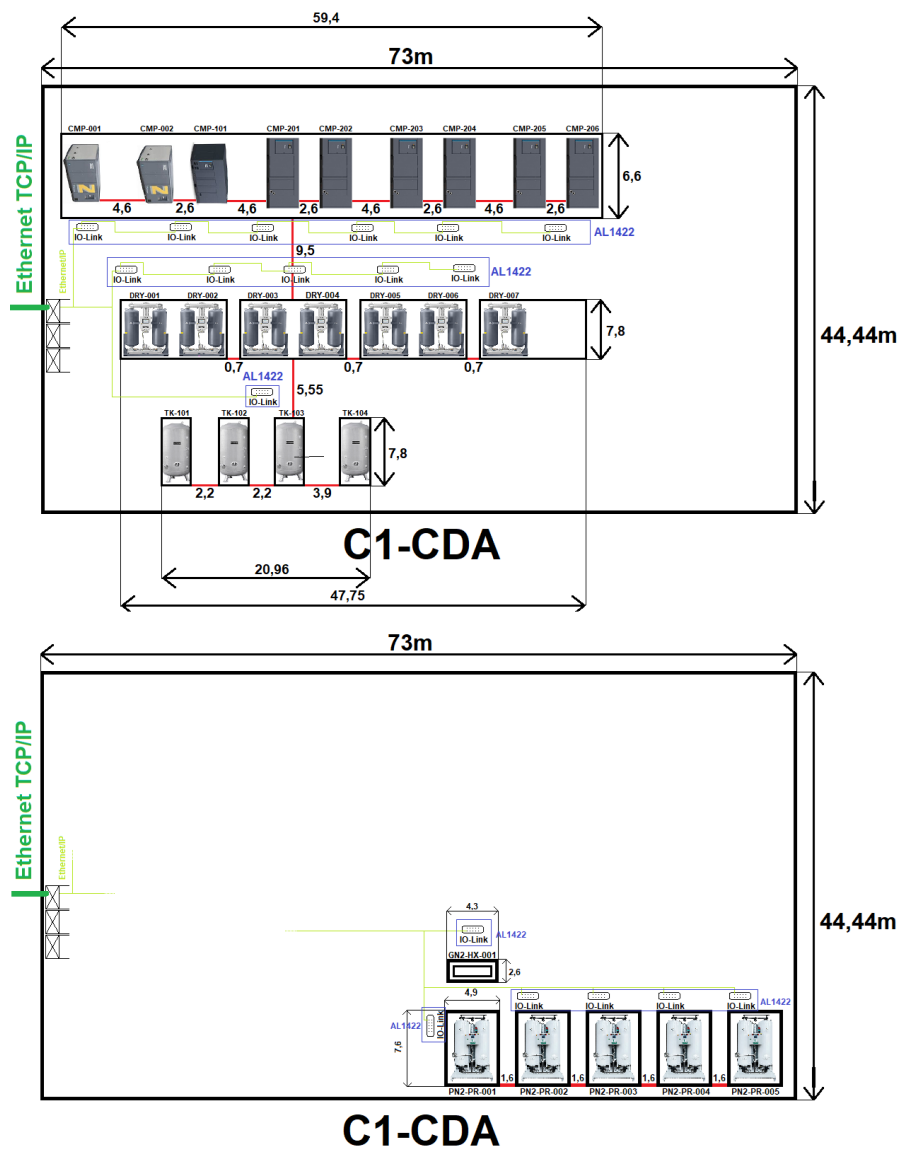 59,4
73m
CMP-001 CMP-002 CMP-101 CMP-201 CMP-202 CMP-203 CMP-204 CMP-205 CMP-206
Ethernet TCP/IP
6,6
4,6 2,6 4,6 2,6 4,6 2,6 4,6 2,6
IO-Link IO-Link IO-Link IO-Link IO-Link IO-Link
AL1422
9,5
Ethernet/IP
IO-Link IO-Link IO-Link IO-Link IO-Link
AL1422
DRY-001 DRY-002 DRY-003 DRY-004 DRY-005 DRY-006 DRY-007
7,8
44,44m
0,7 0,7 0,7
AL1422
IO-Link
5,55
TK-101 TK-102 TK-103 TK-104
7,8
2,2 2,2 3,9
C1-CDA
20,96
47,75
73m
Ethernet TCP/IP
Ethernet/IP
44,44m
4,3
IO-Link
AL1422
GN2-HX-001
2,6
4,9
IO-Link IO-Link IO-Link IO-Link
AL1422
AL1422
IO-Link
7,6
1,6 1,6 1,6 1,6
PN2-PR-001 PN2-PR-002 PN2-PR-003 PN2-PR-004 PN2-PR-005
C1-CDA